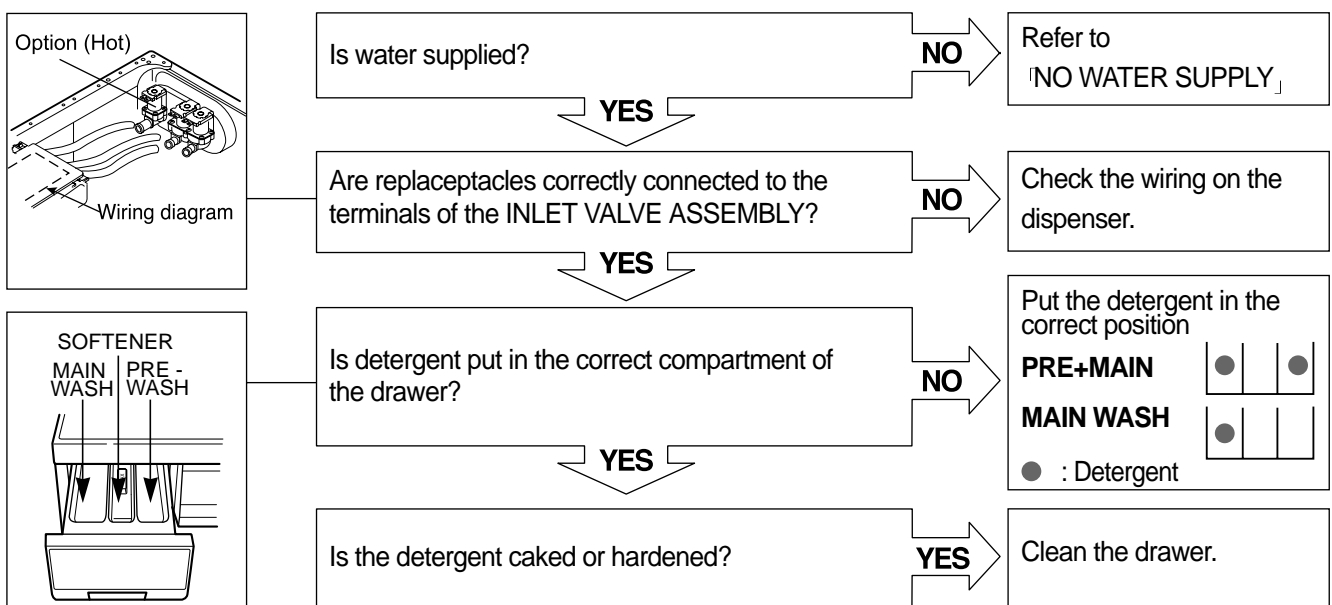 Option (Hot)
Wiring diagram
Is water supplied?
NO
Refer to
「NO WATER SUPPLY」
YES
Are replaceptacles correctly connected to the
terminals of the INLET VALVE ASSEMBLY?
NO
Check the wiring on the
dispenser.
YES
SOFTENER
MAIN PRE -
WASH WASH
Is detergent put in the correct compartment of
the drawer?
NO
Put the detergent in the
correct position
PRE+MAIN
MAIN WASH
: Detergent
YES
Is the detergent caked or hardened?
YES
Clean the drawer.